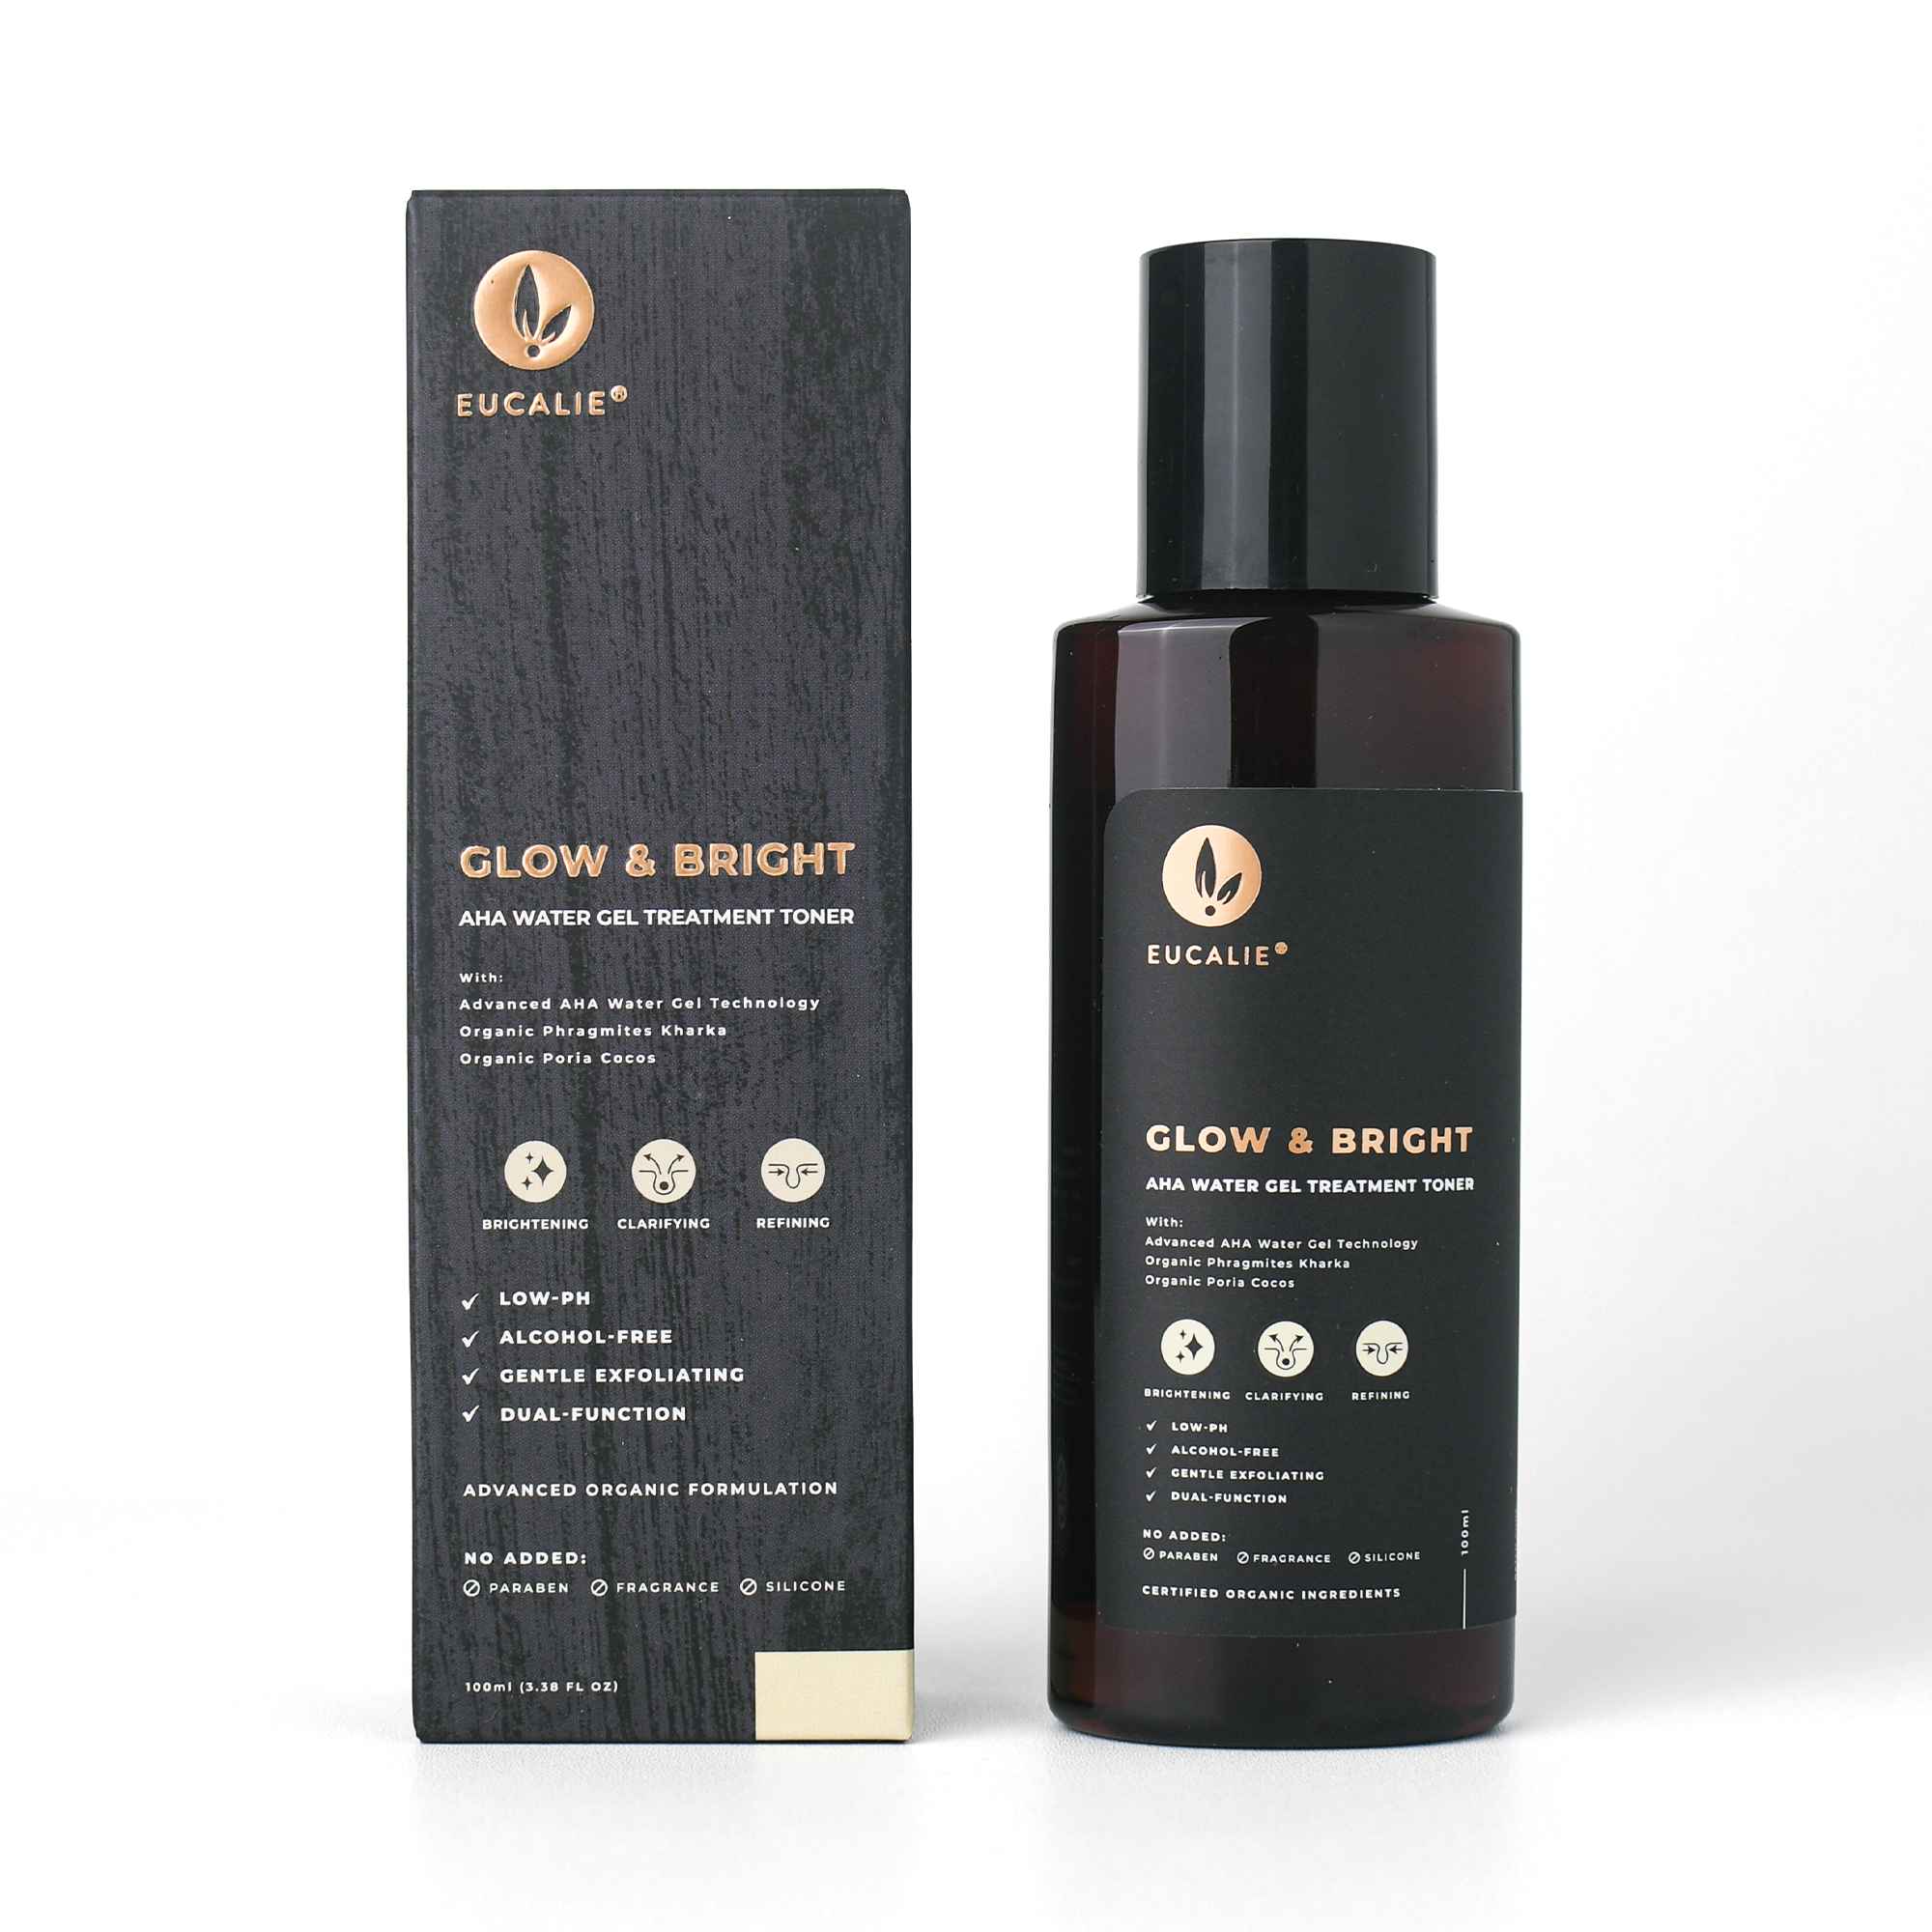 EUCALIE®
GLOW & BRIGHT
AHA WATER GEL TREATMENT TONER
With:
Advanced AHA Water Gel Technology
Organic Phragmites Kharka
Organic Poria Cocos
BRIGHTENING CLARIFYING REFINING
LOW-PH
ALCOHOL-FREE
GENTLE EXFOLIATING
DUAL-FUNCTION
ADVANCED ORGANIC FORMULATION
NO ADDED:
PARABEN FRAGRANCE SILICONE
100ml (3.38 FL OZ)
EUCALIE®
GLOW & BRIGHT
AHA WATER GEL TREATMENT TONER
With:
Advanced AHA Water Gel Technology
Organic Phragmites Kharka
Organic Poria Cocos
BRIGHTENING CLARIFYING REFINING
LOW-PH
ALCOHOL-FREE
GENTLE EXFOLIATING
DUAL-FUNCTION
NO ADDED:
PARABEN FRAGRANCE SILICONE
CERTIFIED ORGANIC INGREDIENTS
100ml